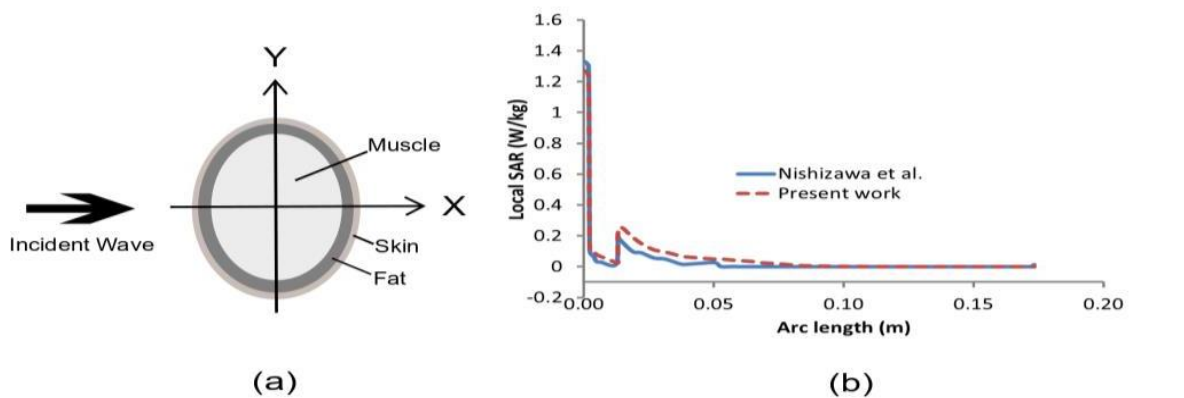 Y
Muscle
X
Incident Wave
Skin
Fat
(a)
1.6
1.4
1.2
1
0.8
0.6
0.4
0.2
0
-0.2
Local SAR (W/kg)
Nishizawa et al.
Present work
0.00 0.05 0.10 0.15 0.20
Arc length (m)
(b)